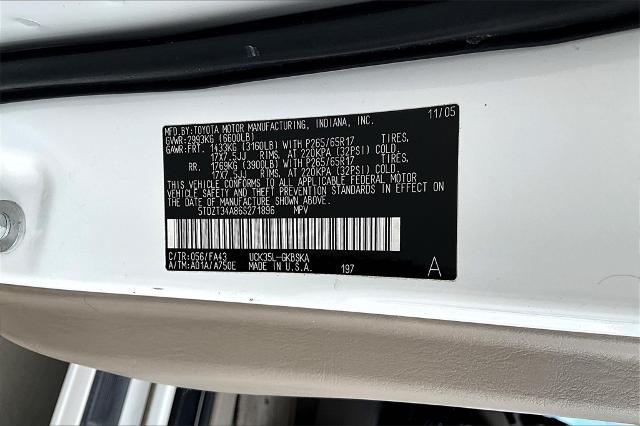 MFD.BY: TOYOTA MOTOR MANUFACTURING, INDIANA, INC. 11/05
GVWR: 2993KG (6600LB)
GAWR: FRT. 1433KG (3160LB) WITH P265/65R17 TIRES,
17X7.5JJ RIMS, AT 220KPA (32PSI) COLD
RR. 1769KG (3900LB) WITH P265/65R17 TIRES,
17X7.5JJ RIMS, AT 220KPA (32PSI) COLD
THIS VEHICLE CONFORMS TO ALL APPLICABLE FEDERAL MOTOR
VEHICLE SAFETY AND THEFT PREVENTION STANDARDS IN EFFECT ON
THE DATE OF MANUFACTURE SHOWN ABOVE.
5TDZT34A86S271896 MPV
C/TR: 056/FA43 UCK35L-GKBSKA
A/TM: A01A/A750E MADE IN U.S.A. 197 A